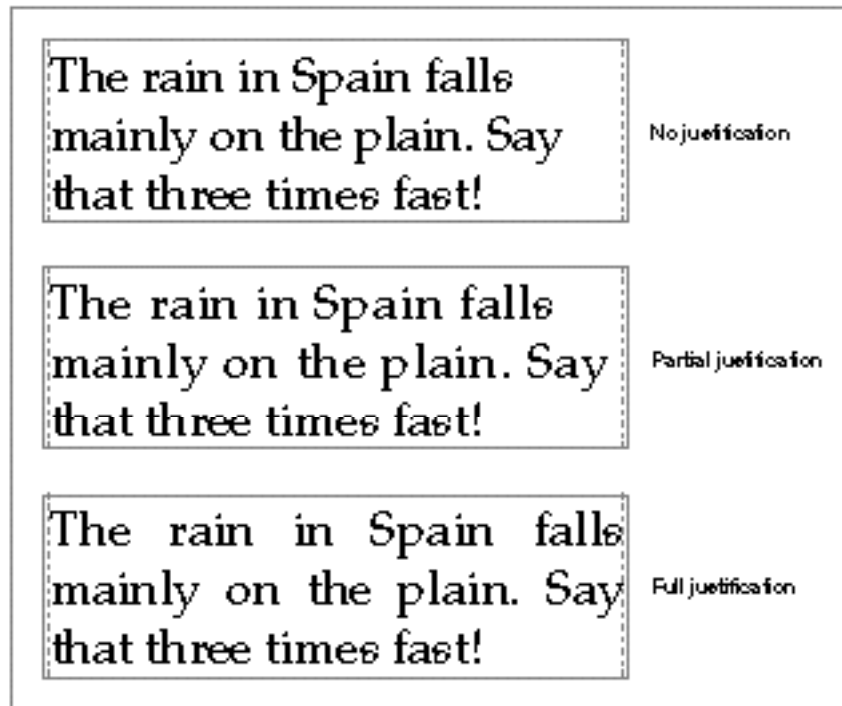 The rain in Spain falls
mainly on the plain. Say
that three times fast!
No justification
The rain in Spain falls
mainly on the plain. Say
that three times fast!
Partial justification
The rain in Spain falls
mainly on the plain. Say
that three times fast!
Full justification